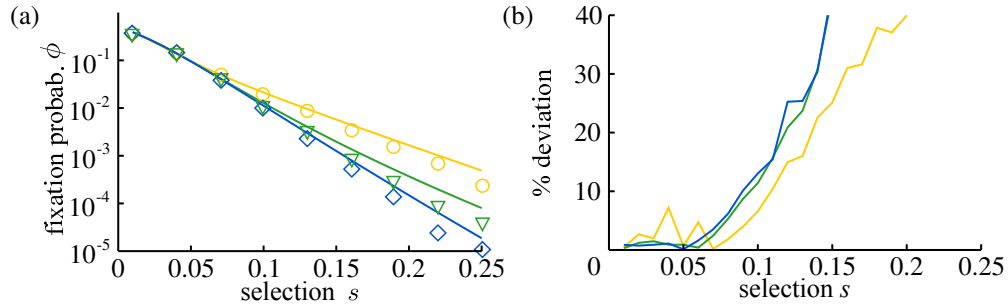 (a)
fixation probab. ϕ
10⁻¹
10⁻²
10⁻³
10⁻⁴
10⁻⁵
0 0.05 0.1 0.15 0.2 0.25
selection s
(b)
% deviation
40
30
20
10
0
0.05 0.1 0.15 0.2 0.25
selection s